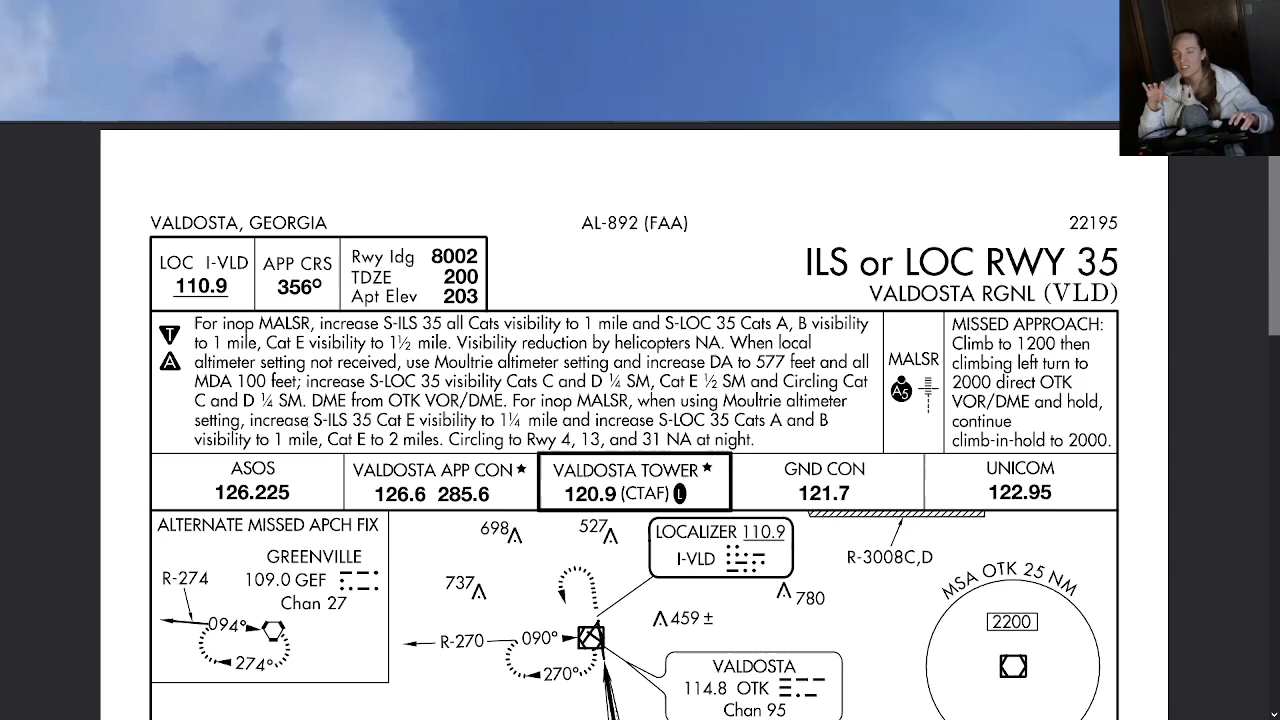 VALDOSTA, GEORGIA
AL-892 (FAA)
22195
LOC I-VLD
110.9
APP CRS
356°
Rwy ldg 8002
TDZE 200
Apt Elev 203
ILS or LOC RWY 35
VALDOSTA RGNL (VLD)
T
A
For inop MALSR, increase S-ILS 35 all Cats visibility to 1 mile and S-LOC 35 Cats A, B visibility
to 1 mile, Cat E visibility to 1½ mile. Visibility reduction by helicopters NA. When local
altimeter setting not received, use Moultrie altimeter setting and increase DA to 577 feet and all
MDA 100 feet; increase S-LOC 35 visibility Cats C and D ¼ SM, Cat E ½ SM and Circling Cat
C and D ¼ SM. DME from OTK VOR/DME. For inop MALSR, when using Moultrie altimeter
setting, increase S-ILS 35 Cat E visibility to 1¼ mile and increase S-LOC 35 Cats A and B
visibility to 1 mile, Cat E to 2 miles. Circling to Rwy 4, 13, and 31 NA at night.
MALSR
A5
MISSED APPROACH:
Climb to 1200 then
climbing left turn to
2000 direct OTK
VOR/DME and hold,
continue
climb-in-hold to 2000.
ASOS
126.225
VALDOSTA APP CON★
126.6 285.6
VALDOSTA TOWER★
120.9 (CTAF) L
GND CON
121.7
UNICOM
122.95
ALTERNATE MISSED APCH FIX
GREENVILLE
109.0 GEF
Chan 27
R-274
094°
274°
698
527
737
LOCALIZER 110.9
I-VLD
R-3008C,D
780
459 ±
R-270
090°
270°
VALDOSTA
114.8 OTK
Chan 95
MSA OTK 25 NM
2200